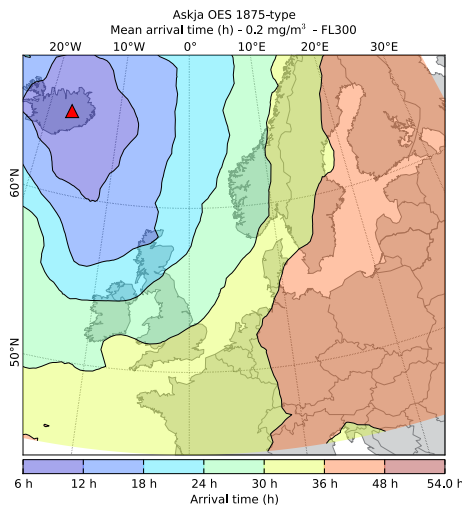 Askja OES 1875-type
Mean arrival time (h) - 0.2 mg/m³ - FL300
20°W 10°W 0° 10°E 20°E 30°E
60°N
50°N
6 h 12 h 18 h 24 h 30 h 36 h 48 h 54.0 h
Arrival time (h)